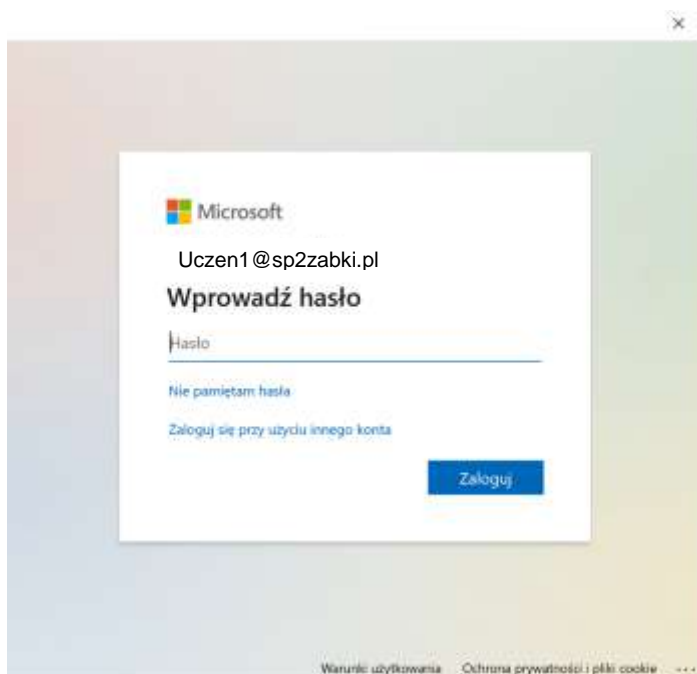 Microsoft
Uczen1@sp2zabki.pl
Wprowadź hasło
Hasło
Nie pamiętam hasła
Zaloguj się przy użyciu innego konta
Zaloguj
Warunki użytkowania Ochrona prywatności i pliki cookie ...